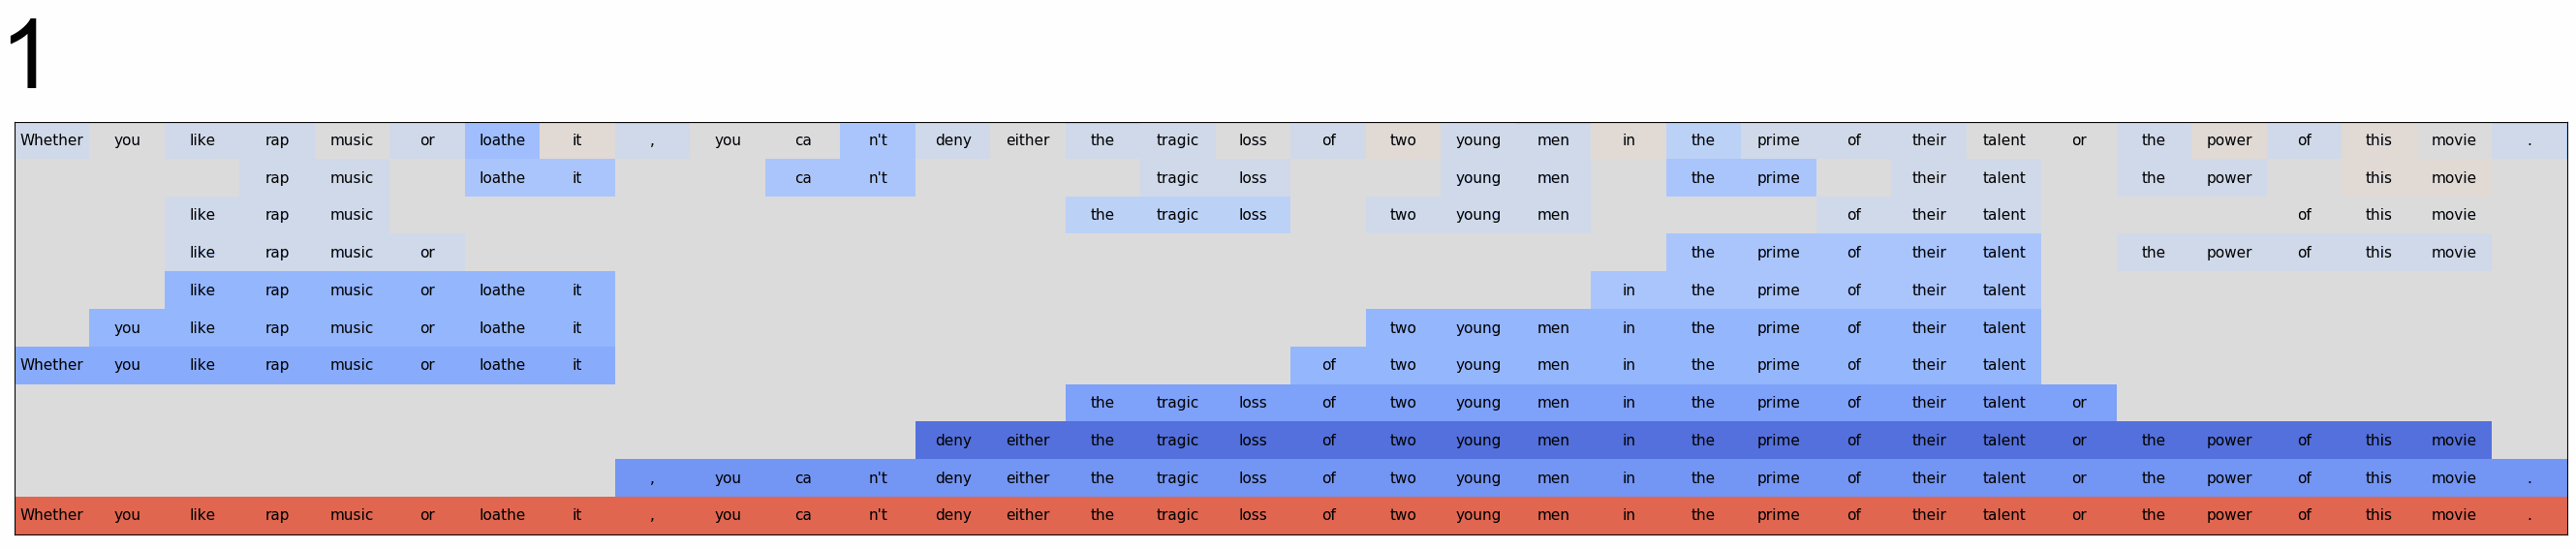 1
Whether you like rap music or loathe it , you ca n't deny either the tragic loss of two young men in the prime of their talent or the power of this movie .
rap music loathe it ca n't tragic loss young men the prime their talent the power this movie
like rap music the tragic loss two young men of their talent of this movie
like rap music or the prime of their talent the power of this movie
like rap music or loathe it in the prime of their talent
you like rap music or loathe it two young men in the prime of their talent
Whether you like rap music or loathe it of two young men in the prime of their talent
the tragic loss of two young men in the prime of their talent or
deny either the tragic loss of two young men in the prime of their talent or the power of this movie
, you ca n't deny either the tragic loss of two young men in the prime of their talent or the power of this movie .
Whether you like rap music or loathe it , you ca n't deny either the tragic loss of two young men in the prime of their talent or the power of this movie .